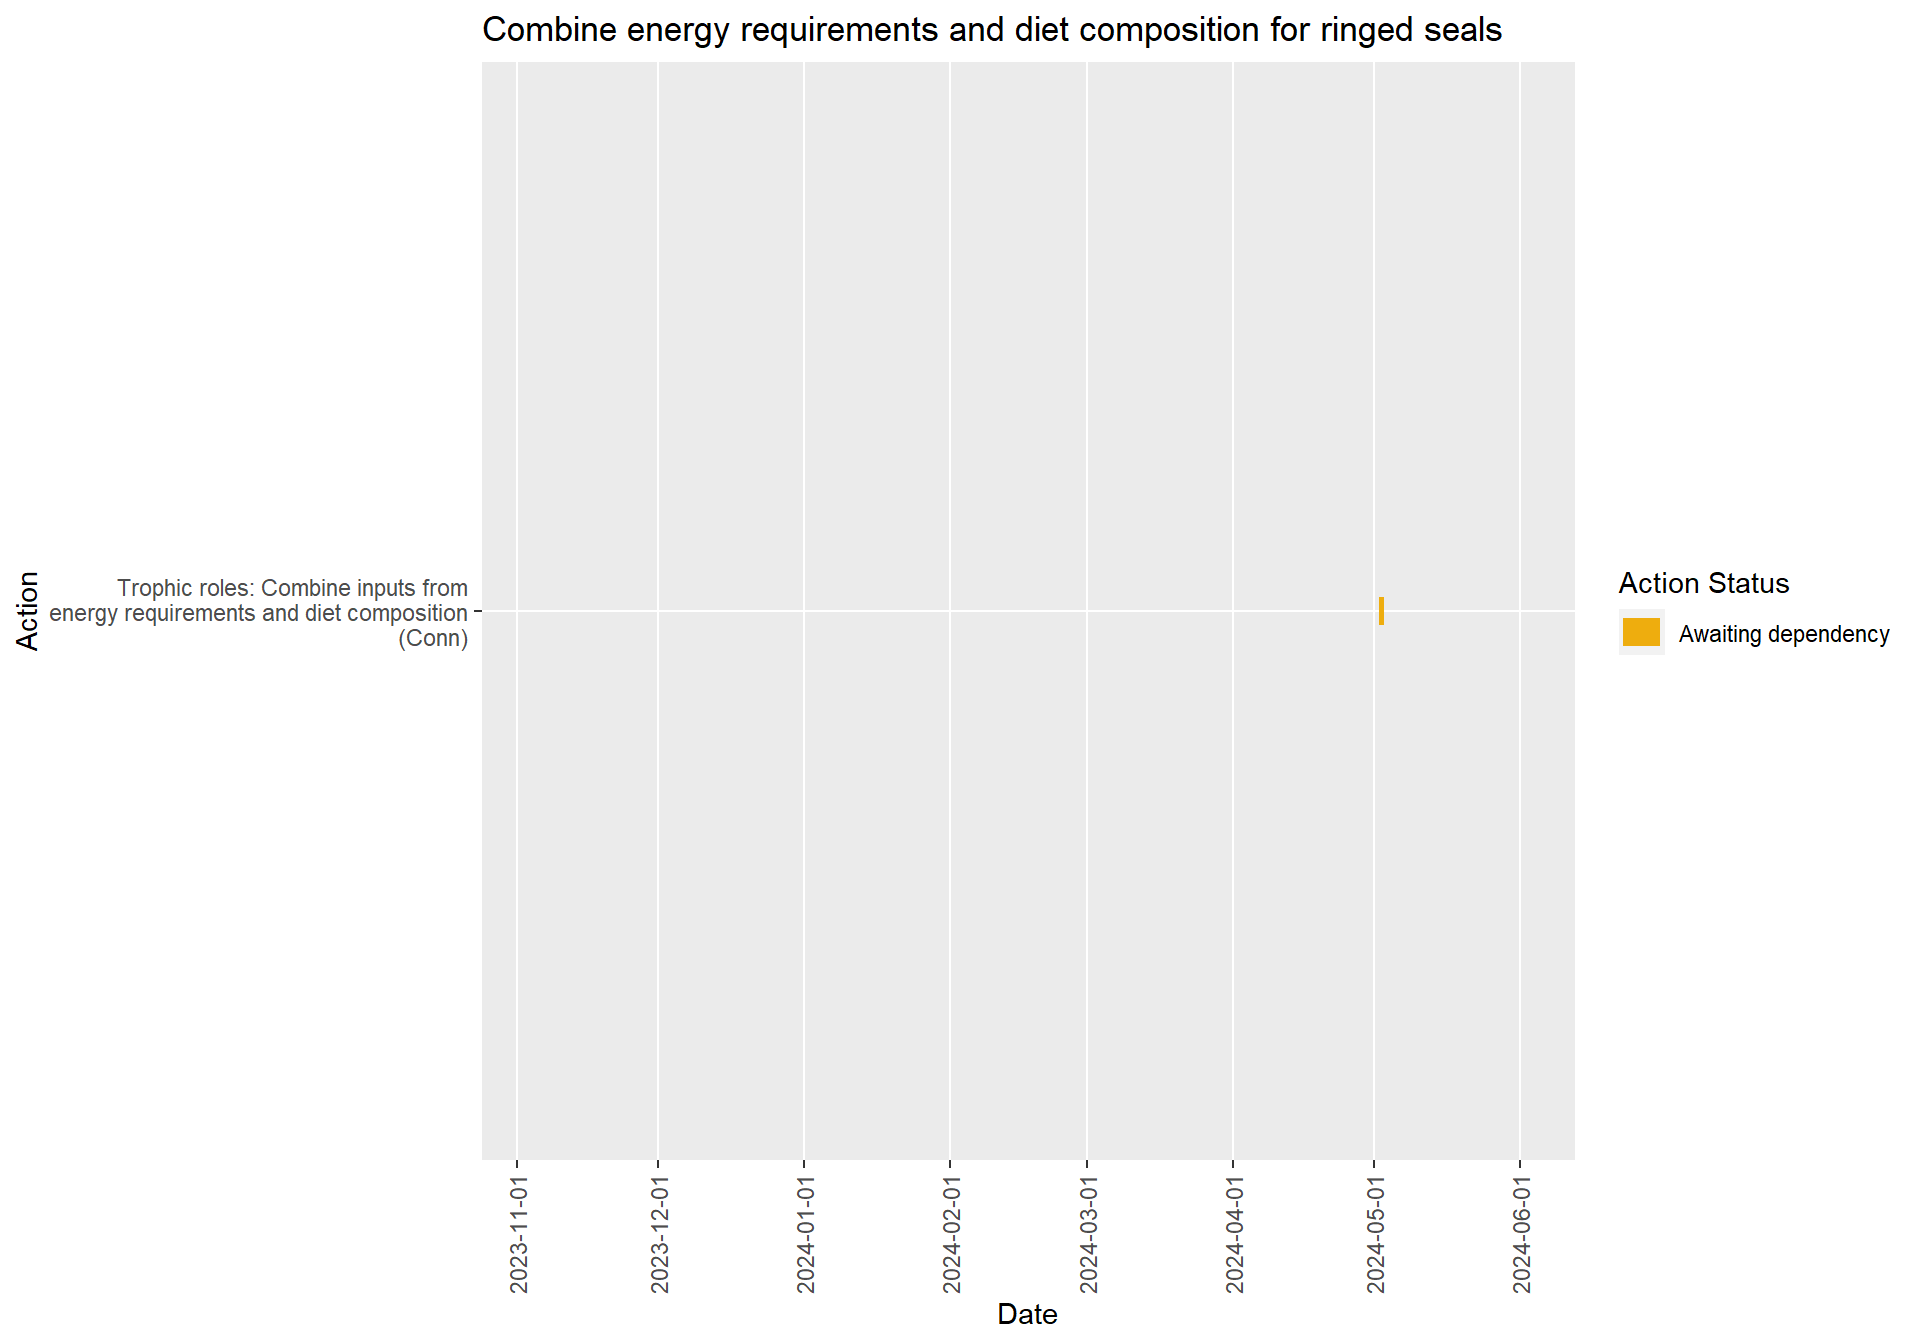 Combine energy requirements and diet composition for ringed seals
Action
Trophic roles: Combine inputs from
energy requirements and diet composition
(Conn)
Action Status
Awaiting dependency
2023-11-01
2023-12-01
2024-01-01
2024-02-01
2024-03-01
2024-04-01
2024-05-01
2024-06-01
Date